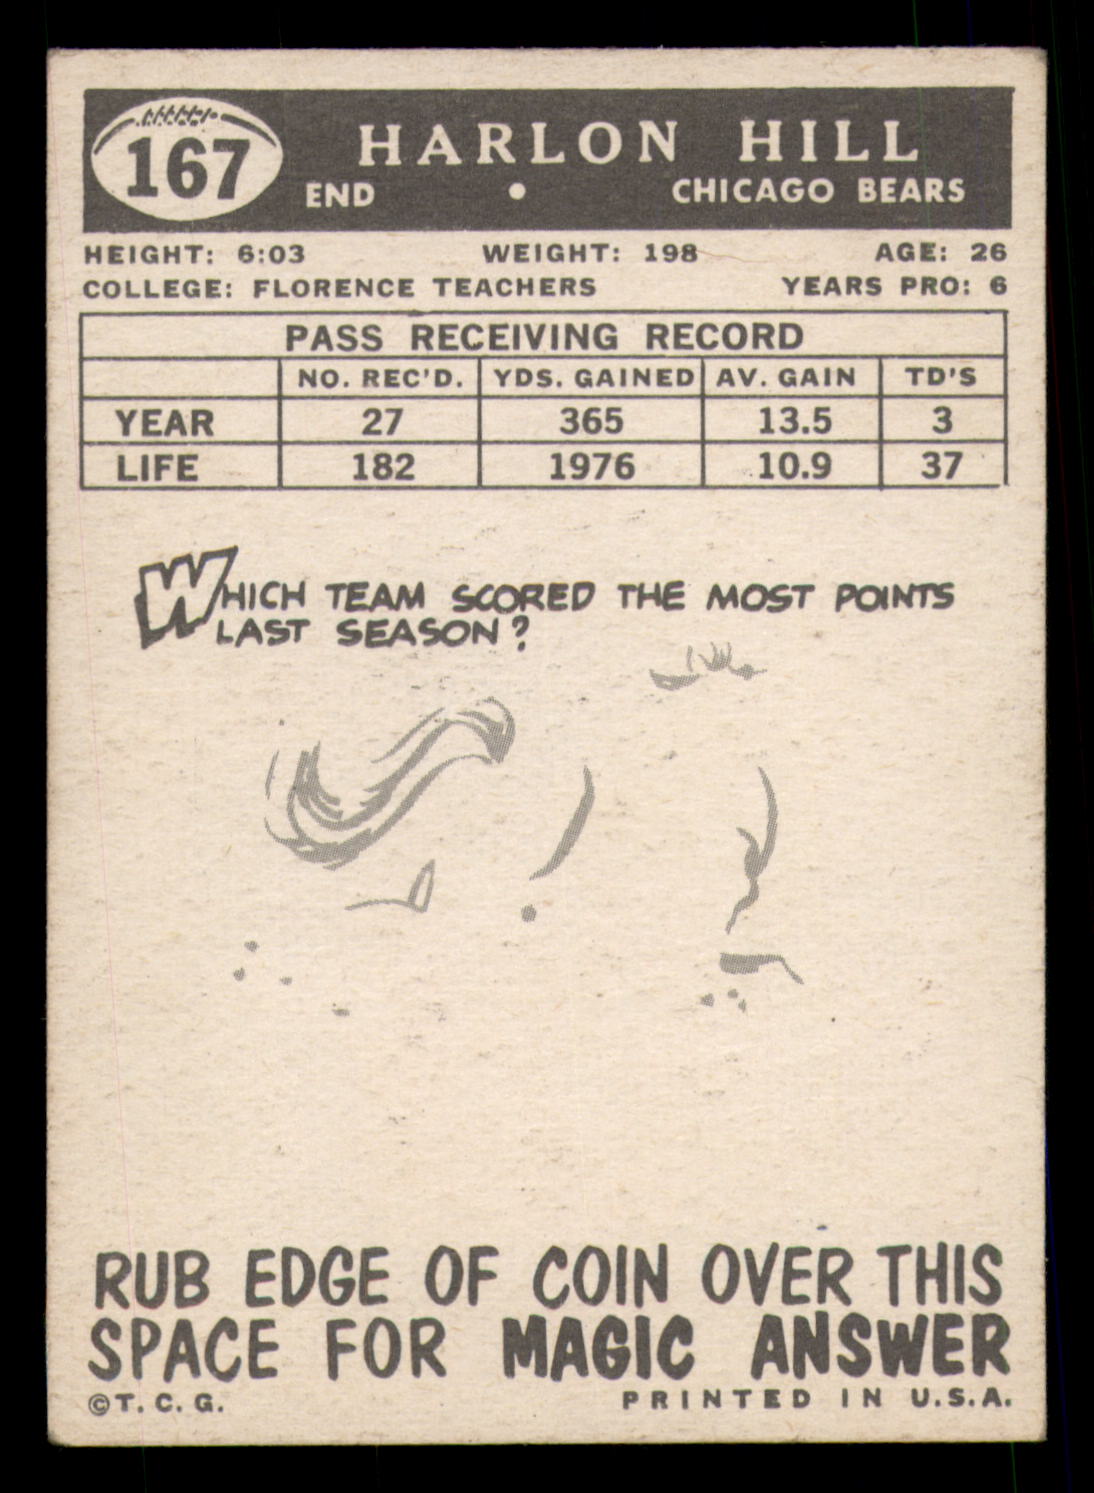 167
HARLON HILL
END • CHICAGO BEARS
HEIGHT: 6:03 WEIGHT: 198 AGE: 26
COLLEGE: FLORENCE TEACHERS YEARS PRO: 6
PASS RECEIVING RECORD
NO. REC'D. YDS. GAINED AV. GAIN TD'S
YEAR 27 365 13.5 3
LIFE 182 1976 10.9 37
WHICH TEAM SCORED THE MOST POINTS
LAST SEASON?
RUB EDGE OF COIN OVER THIS
SPACE FOR MAGIC ANSWER
©T. C. G. PRINTED IN U.S.A.